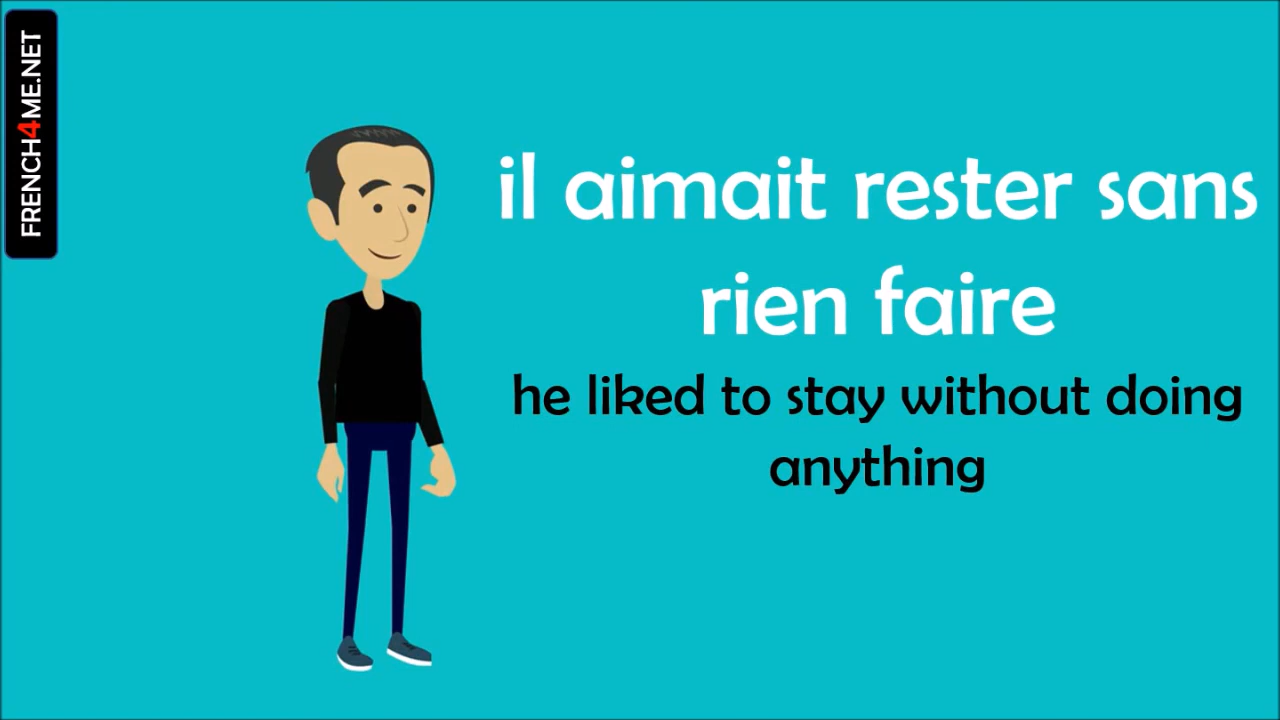 FRENCH4ME.NET
il aimait rester sans
rien faire
he liked to stay without doing
anything